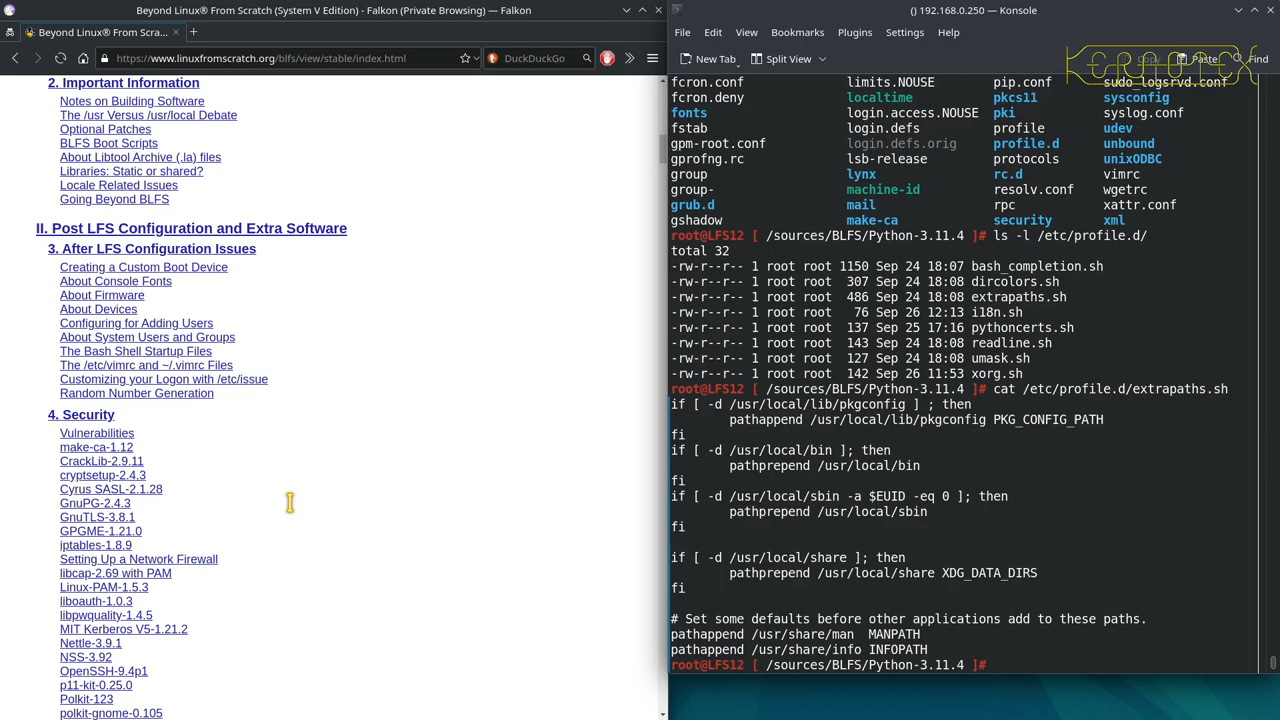 Beyond Linux® From Scratch (System V Edition) - Falkon (Private Browsing) — Falkon
Beyond Linux® From Scra...
https://www.linuxfromscratch.org/blfs/view/stable/index.html
DuckDuckGo
2. Important Information
Notes on Building Software
The /usr Versus /usr/local Debate
Optional Patches
BLFS Boot Scripts
About Libtool Archive (.la) files
Libraries: Static or shared?
Locale Related Issues
Going Beyond BLFS
II. Post LFS Configuration and Extra Software
3. After LFS Configuration Issues
Creating a Custom Boot Device
About Console Fonts
About Firmware
About Devices
Configuring for Adding Users
About System Users and Groups
The Bash Shell Startup Files
The /etc/vimrc and ~/.vimrc Files
Customizing your Logon with /etc/issue
Random Number Generation
4. Security
Vulnerabilities
make-ca-1.12
CrackLib-2.9.11
cryptsetup-2.4.3
Cyrus SASL-2.1.28
GnuPG-2.4.3
GnuTLS-3.8.1
GPGME-1.21.0
iptables-1.8.9
Setting Up a Network Firewall
libcap-2.69 with PAM
Linux-PAM-1.5.3
liboauth-1.0.3
libpwquality-1.4.5
MIT Kerberos V5-1.21.2
Nettle-3.9.1
NSS-3.92
OpenSSH-9.4p1
p11-kit-0.25.0
Polkit-123
polkit-gnome-0.105
() 192.168.0.250 — Konsole
File Edit View Bookmarks Plugins Settings Help
New Tab Split View Paste Find
fcron.conf limits.NOUSE pip.conf sudo_logsrvd.conf
fcron.deny localtime pkcs11 sysconfig
fonts login.access.NOUSE pki syslog.conf
fstab login.defs profile udev
gpm-root.conf login.defs.orig profile.d unbound
gprofng.rc lsb-release protocols unixODBC
group lynx rc.d vimrc
group- machine-id resolv.conf wgetrc
grub.d mail rpc xattr.conf
gshadow make-ca security xml
root@LFS12 [ /sources/BLFS/Python-3.11.4 ]# ls -l /etc/profile.d/
total 32
-rw-r--r-- 1 root root 1150 Sep 24 18:07 bash_completion.sh
-rw-r--r-- 1 root root  307 Sep 24 18:08 dircolors.sh
-rw-r--r-- 1 root root  486 Sep 24 18:08 extrapaths.sh
-rw-r--r-- 1 root root   76 Sep 26 12:13 i18n.sh
-rw-r--r-- 1 root root  137 Sep 25 17:16 pythoncerts.sh
-rw-r--r-- 1 root root  143 Sep 24 18:08 readline.sh
-rw-r--r-- 1 root root  127 Sep 24 18:08 umask.sh
-rw-r--r-- 1 root root  142 Sep 26 11:53 xorg.sh
root@LFS12 [ /sources/BLFS/Python-3.11.4 ]# cat /etc/profile.d/extrapaths.sh
if [ -d /usr/local/lib/pkgconfig ] ; then
        pathappend /usr/local/lib/pkgconfig PKG_CONFIG_PATH
fi
if [ -d /usr/local/bin ]; then
        pathprepend /usr/local/bin
fi
if [ -d /usr/local/sbin -a $EUID -eq 0 ]; then
        pathprepend /usr/local/sbin
fi
if [ -d /usr/local/share ]; then
        pathprepend /usr/local/share XDG_DATA_DIRS
fi
# Set some defaults before other applications add to these paths.
pathappend /usr/share/man  MANPATH
pathappend /usr/share/info INFOPATH
root@LFS12 [ /sources/BLFS/Python-3.11.4 ]#